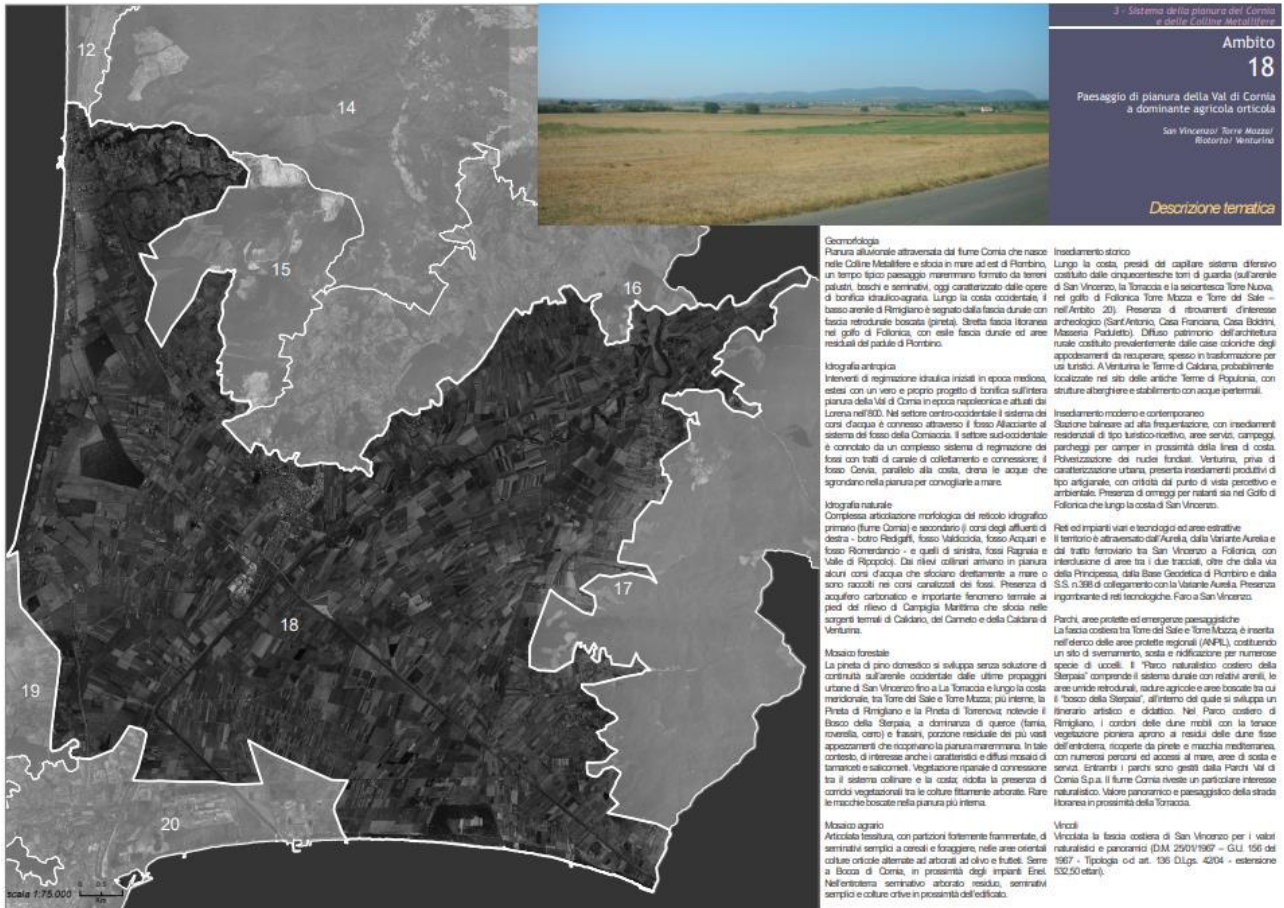 3 - Sistema della pianura del Cornia
e delle Colline Metallifere
Ambito
18
Paesaggio di pianura della Val di Cornia
a dominante agricola orticola
San Vincenzo/ Torre Mozza/
Riotorto/ Venturina
Descrizione tematica
12
14
15
16
17
18
19
20
scala 1:75.000
Geomorfologia
Pianura alluvionale attraversata dal fiume Cornia che nasce
nelle Colline Metallifere e sfocia in mare ad est di Piombino,
un tempo tipico paesaggio maremmano formato da terreni
palustri, boschi e seminativi, oggi caratterizzato dalle opere
di bonifica idraulico-agraria. Lungo la costa occidentale, il
basso arenile di Rimigliano è segnato dalla fascia dunale con
fascia retrodunale boscata (pineta). Stretta fascia litoranea
nel golfo di Follonica, con esile fascia dunale ed aree
residuali del padule di Piombino.
Idrografia antropica
Interventi di regimazione idraulica iniziati in epoca medicea,
estesi con un vero e proprio progetto di bonifica sull'intera
pianura della Val di Cornia in epoca napoleonica e attuati dai
Lorena nell'800. Nel settore centro-occidentale il sistema dei
corsi d'acqua è connesso attraverso il fosso Allacciante al
sistema del fosso della Corniaccia. Il settore sud-occidentale
è connotato da un complesso sistema di regimazione dei
fossi con tratti di canale di collettamento e connessione; il
fosso Cervia, parallelo alla costa, drena le acque che
sgrondano nella pianura per convogliarle a mare.
Idrografia naturale
Complessa articolazione morfologica del reticolo idrografico
primario (fiume Cornia) e secondario (i corsi degli affluenti di
destra - botro Redigaffi, fosso Valdicciola, fosso Acquari e
fosso Riomerdancio - e quelli di sinistra, fossi Ragnaia e
Valle di Ripopolo). Dai rilievi collinari arrivano in pianura
alcuni corsi d'acqua che sfociano direttamente a mare o
sono raccolti nei corsi canalizzati dei fossi. Presenza di
acquifero carbonatico e importante fenomeno termale ai
piedi del rilievo di Campiglia Marittima che sfocia nelle
sorgenti termali di Calidario, del Canneto e della Caldana di
Venturina.
Mosaico forestale
La pineta di pino domestico si sviluppa senza soluzione di
continuità sull'arenile occidentale dalle ultime propaggini
urbane di San Vincenzo fino a La Torraccia e lungo la costa
meridionale, tra Torre del Sale e Torre Mozza; più interne, la
Pineta di Rimigliano e la Pineta di Torrenova; notevole il
Bosco della Sterpaia, a dominanza di querce (farnia,
roverella, cerro) e frassini, porzione residuale dei più vasti
appezzamenti che ricoprivano la pianura maremmana. In tale
contesto, di interesse anche i caratteristici e diffusi mosaici di
tamariceti e salicornieti. Vegetazione ripariale di connessione
tra il sistema collinare e la costa; ridotta la presenza di
corridoi vegetazionali tra le colture fittamente arborate. Rare
le macchie boscate nella pianura più interna.
Mosaico agrario
Articolata tessitura, con partizioni fortemente frammentate, di
seminativi semplici a cereali e foraggiere, nelle aree orientali
colture orticole alternate ad arborati ad olivo e frutteti. Serre
a Bocca di Cornia, in prossimità degli impianti Enel.
Nell'entroterra seminativo arborato residuo, seminativi
semplici e colture ortive in prossimità dell'edificato.
Insediamento storico
Lungo la costa, presidi del capillare sistema difensivo
costituito dalle cinquecentesche torri di guardia (sull'arenile
di San Vincenzo, la Torraccia e la seicentesca Torre Nuova,
nel golfo di Follonica Torre Mozza e Torre del Sale –
nell'Ambito 20). Presenza di ritrovamenti d'interesse
archeologico (Sant'Antonio, Casa Franciana, Casa Boldrini,
Masseria Paduletto). Diffuso patrimonio dell'architettura
rurale costituito prevalentemente dalle case coloniche degli
appoderamenti da recuperare, spesso in trasformazione per
usi turistici. A Venturina le Terme di Caldana, probabilmente
localizzate nel sito delle antiche Terme di Populonia, con
strutture alberghiere e stabilimento con acque ipertermali.
Insediamento moderno e contemporaneo
Stazione balneare ad alta frequentazione, con insediamenti
residenziali di tipo turistico-ricettivo, aree servizi, campeggi,
parcheggi per camper in prossimità della linea di costa.
Polverizzazione dei nuclei fondiari. Venturina, priva di
caratterizzazione urbana, presenta insediamenti produttivi di
tipo artigianale, con criticità dal punto di vista percettivo e
ambientale. Presenza di ormeggi per natanti sia nel Golfo di
Follonica che lungo la costa di San Vincenzo.
Reti ed impianti viari e tecnologici ed aree estrattive
Il territorio è attraversato dall'Aurelia, dalla Variante Aurelia e
dal tratto ferroviario tra San Vincenzo a Follonica, con
interclusione di aree tra i due tracciati, oltre che dalla via
della Principessa, dalla Base Geodetica di Piombino e dalla
S.S. n.398 di collegamento con la Variante Aurelia. Presenza
ingombrante di reti tecnologiche. Faro a San Vincenzo.
Parchi, aree protette ed emergenze paesaggistiche
La fascia costiera tra Torre del Sale e Torre Mozza, è inserita
nell'elenco delle aree protette regionali (ANPIL), costituendo
un sito di svernamento, sosta e nidificazione per numerose
specie di uccelli. Il "Parco naturalistico costiero della
Sterpaia" comprende il sistema dunale con relativi arenili, le
aree umide retrodunali, radure agricole e aree boscate tra cui
il "bosco della Sterpaia", all'interno del quale si sviluppa un
itinerario artistico e didattico. Nel Parco costiero di
Rimigliano, i cordoni delle dune mobili con la tenace
vegetazione pioniera aprono ai residui delle dune fisse
dell'entroterra, ricoperte da pinete e macchia mediterranea,
con numerosi percorsi ed accessi al mare, aree di sosta e
servizi. Entrambi i parchi sono gestiti dalla Parchi Val di
Cornia S.p.a. Il fiume Cornia riveste un particolare interesse
naturalistico. Valore panoramico e paesaggistico della strada
litoranea in prossimità della Torraccia.
Vincoli
Vincolata la fascia costiera di San Vincenzo per i valori
naturalistici e panoramici (D.M. 25/01/1967 – G.U. 156 del
1967 - Tipologia c-d art. 136 D.Lgs. 42/04 - estensione
532,50 ettari).